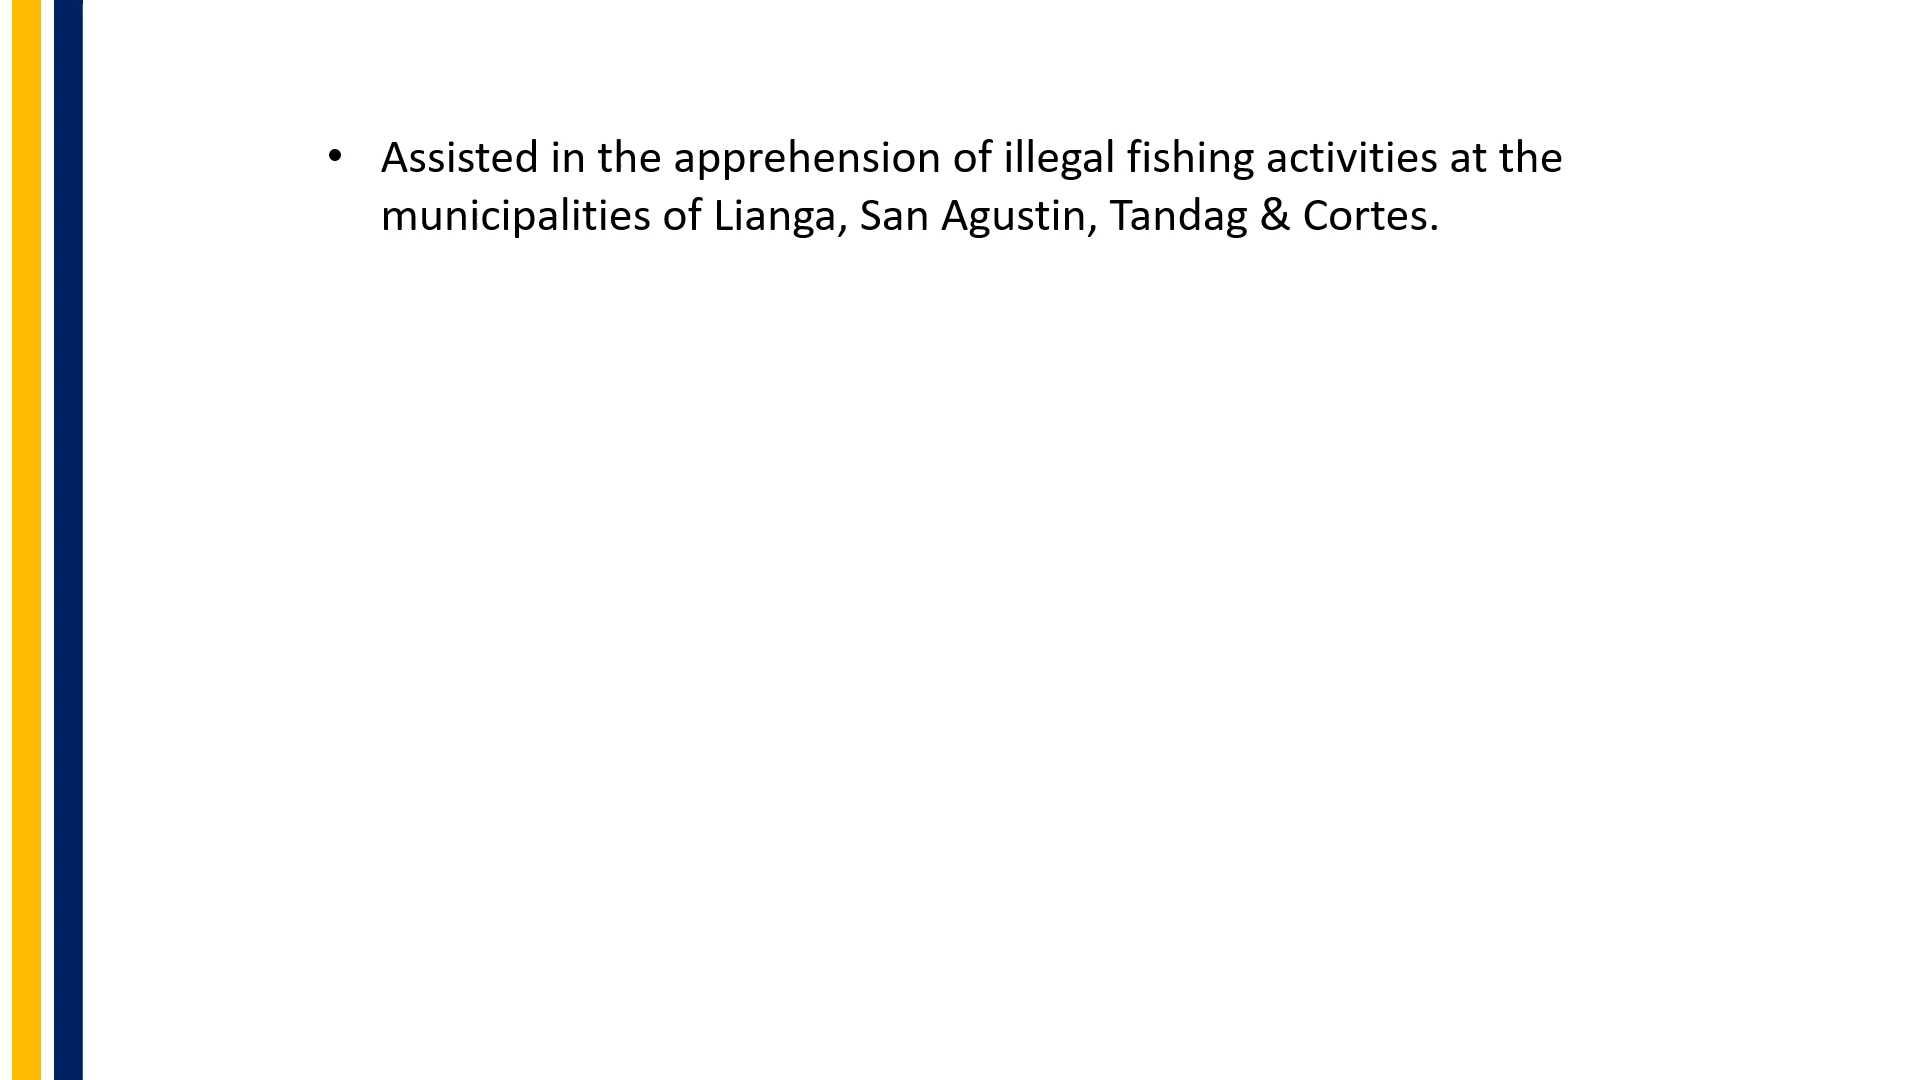 • Assisted in the apprehension of illegal fishing activities at the
municipalities of Lianga, San Agustin, Tandag & Cortes.